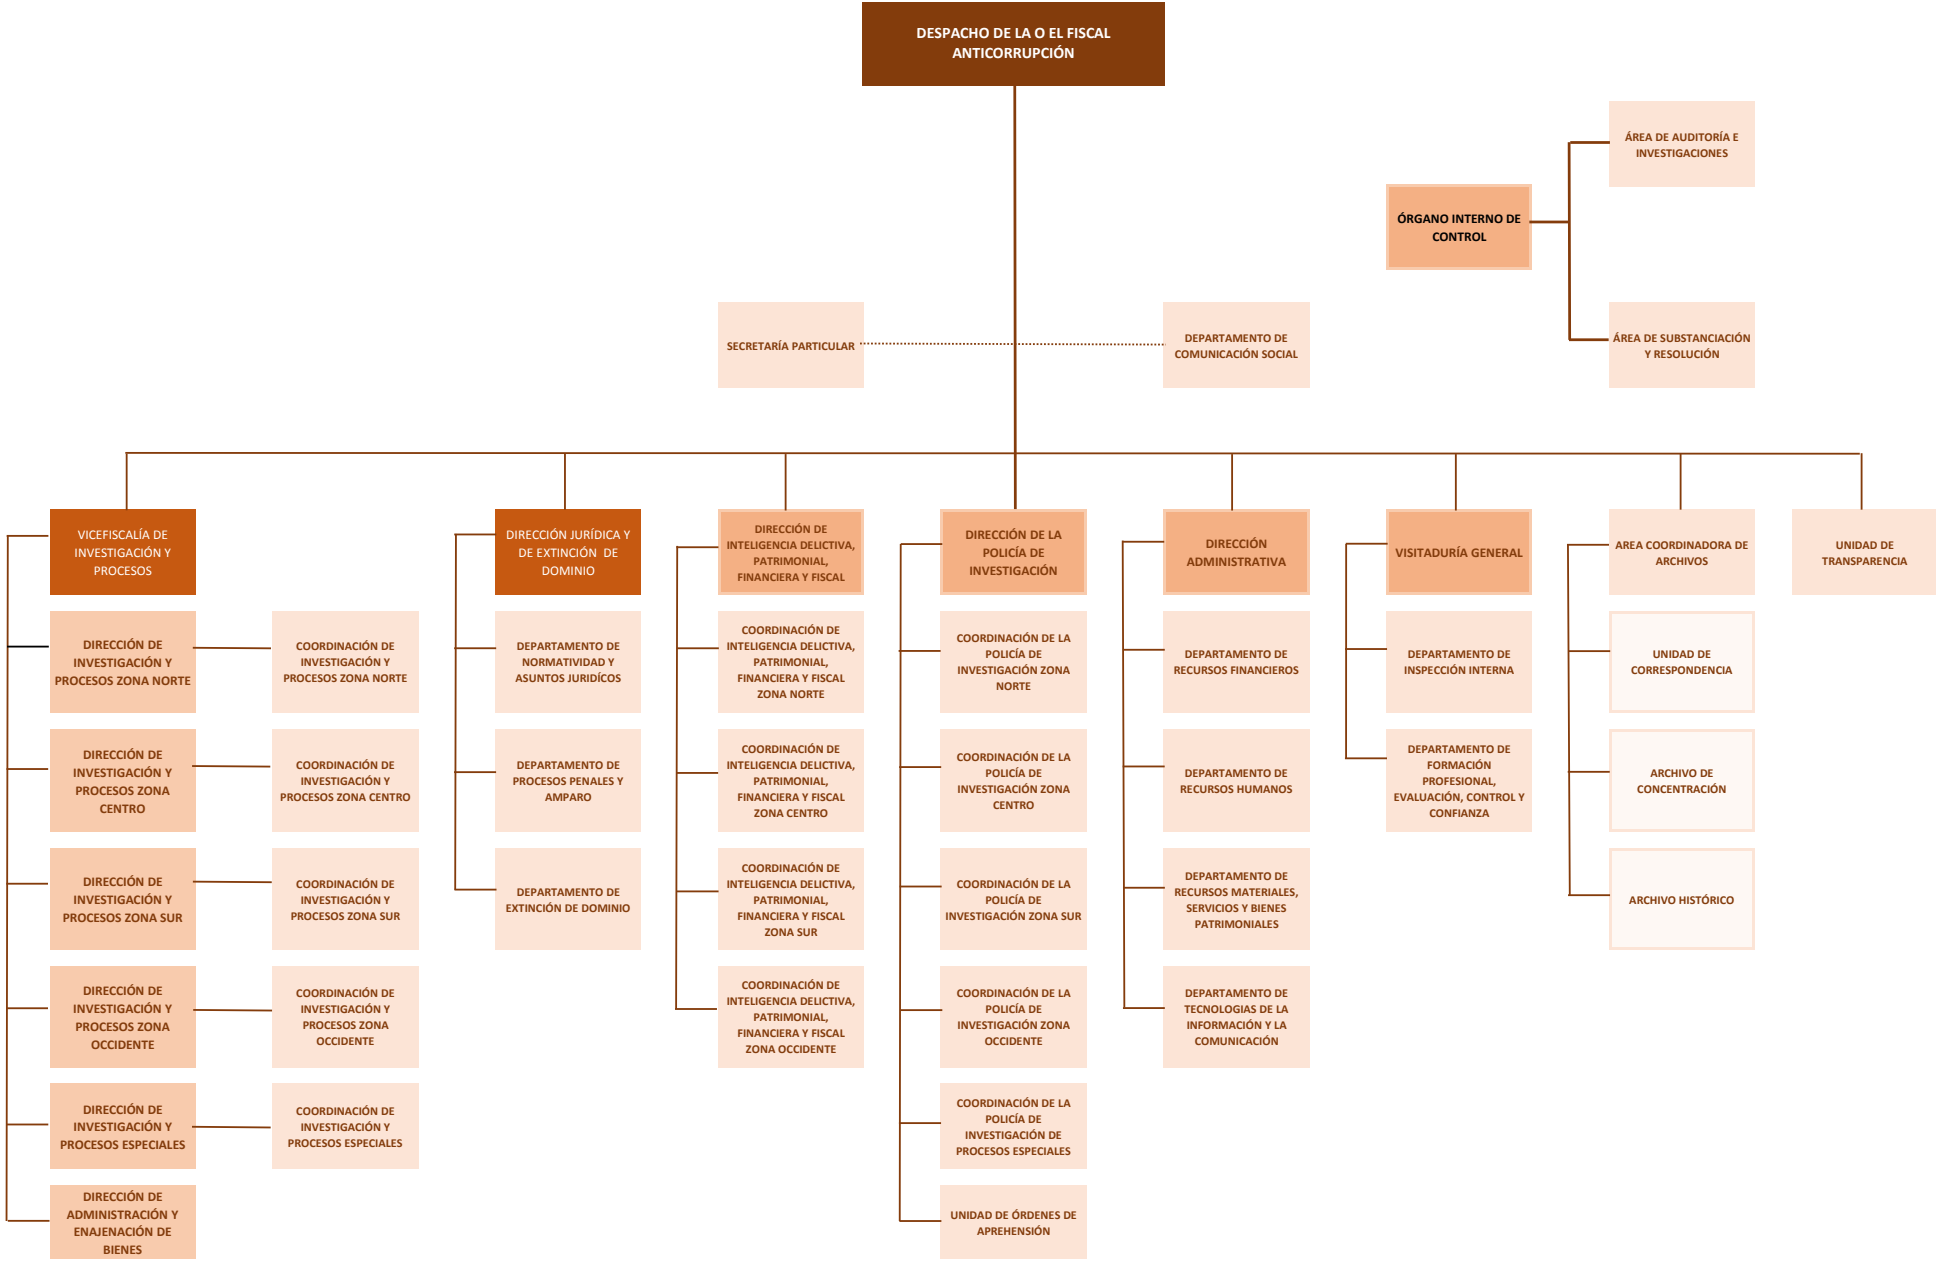 DESPACHO DE LA O EL FISCAL
ANTICORRUPCIÓN
ÁREA DE AUDITORÍA E
INVESTIGACIONES
ÓRGANO INTERNO DE
CONTROL
ÁREA DE SUBSTANCIACIÓN
Y RESOLUCIÓN
SECRETARÍA PARTICULAR
DEPARTAMENTO DE
COMUNICACIÓN SOCIAL
VICEFISCALÍA DE
INVESTIGACIÓN Y
PROCESOS
DIRECCIÓN DE
INVESTIGACIÓN Y
PROCESOS ZONA NORTE
COORDINACIÓN DE
INVESTIGACIÓN Y
PROCESOS ZONA NORTE
DIRECCIÓN DE
INVESTIGACIÓN Y
PROCESOS ZONA
CENTRO
COORDINACIÓN DE
INVESTIGACIÓN Y
PROCESOS ZONA CENTRO
DIRECCIÓN DE
INVESTIGACIÓN Y
PROCESOS ZONA SUR
COORDINACIÓN DE
INVESTIGACIÓN Y
PROCESOS ZONA SUR
DIRECCIÓN DE
INVESTIGACIÓN Y
PROCESOS ZONA
OCCIDENTE
COORDINACIÓN DE
INVESTIGACIÓN Y
PROCESOS ZONA
OCCIDENTE
DIRECCIÓN DE
INVESTIGACIÓN Y
PROCESOS ESPECIALES
COORDINACIÓN DE
INVESTIGACIÓN Y
PROCESOS ESPECIALES
DIRECCIÓN DE
ADMINISTRACIÓN Y
ENAJENACIÓN DE
BIENES
DIRECCIÓN JURÍDICA Y
DE EXTINCIÓN DE
DOMINIO
DEPARTAMENTO DE
NORMATIVIDAD Y
ASUNTOS JURIDÍCOS
DEPARTAMENTO DE
PROCESOS PENALES Y
AMPARO
DEPARTAMENTO DE
EXTINCIÓN DE DOMINIO
DIRECCIÓN DE
INTELIGENCIA DELICTIVA,
PATRIMONIAL,
FINANCIERA Y FISCAL
COORDINACIÓN DE
INTELIGENCIA DELICTIVA,
PATRIMONIAL,
FINANCIERA Y FISCAL
ZONA NORTE
COORDINACIÓN DE
INTELIGENCIA DELICTIVA,
PATRIMONIAL,
FINANCIERA Y FISCAL
ZONA CENTRO
COORDINACIÓN DE
INTELIGENCIA DELICTIVA,
PATRIMONIAL,
FINANCIERA Y FISCAL
ZONA SUR
COORDINACIÓN DE
INTELIGENCIA DELICTIVA,
PATRIMONIAL,
FINANCIERA Y FISCAL
ZONA OCCIDENTE
DIRECCIÓN DE LA
POLICÍA DE
INVESTIGACIÓN
COORDINACIÓN DE LA
POLICÍA DE
INVESTIGACIÓN ZONA
NORTE
COORDINACIÓN DE LA
POLICÍA DE
INVESTIGACIÓN ZONA
CENTRO
COORDINACIÓN DE LA
POLICÍA DE
INVESTIGACIÓN ZONA SUR
COORDINACIÓN DE LA
POLICÍA DE
INVESTIGACIÓN ZONA
OCCIDENTE
COORDINACIÓN DE LA
POLICÍA DE
INVESTIGACIÓN DE
PROCESOS ESPECIALES
UNIDAD DE ÓRDENES DE
APREHENSIÓN
DIRECCIÓN
ADMINISTRATIVA
DEPARTAMENTO DE
RECURSOS FINANCIEROS
DEPARTAMENTO DE
RECURSOS HUMANOS
DEPARTAMENTO DE
RECURSOS MATERIALES,
SERVICIOS Y BIENES
PATRIMONIALES
DEPARTAMENTO DE
TECNOLOGIAS DE LA
INFORMACIÓN Y LA
COMUNICACIÓN
VISITADURÍA GENERAL
DEPARTAMENTO DE
INSPECCIÓN INTERNA
DEPARTAMENTO DE
FORMACIÓN
PROFESIONAL,
EVALUACIÓN, CONTROL Y
CONFIANZA
AREA COORDINADORA DE
ARCHIVOS
UNIDAD DE
CORRESPONDENCIA
ARCHIVO DE
CONCENTRACIÓN
ARCHIVO HISTÓRICO
UNIDAD DE
TRANSPARENCIA